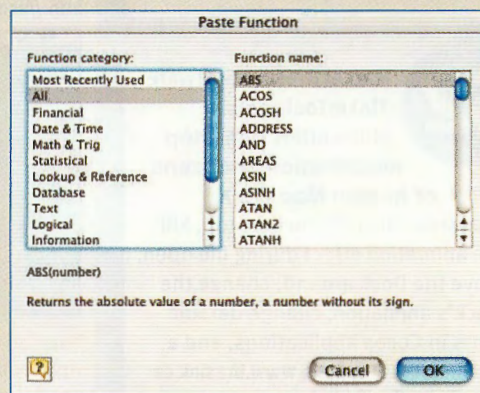 Paste Function
Function category:
Most Recently Used
All
Financial
Date & Time
Math & Trig
Statistical
Lookup & Reference
Database
Text
Logical
Information
Function name:
ABS
ACOS
ACOSH
ADDRESS
AND
AREAS
ASIN
ASINH
ATAN
ATAN2
ATANH
ABS(number)
Returns the absolute value of a number, a number without its sign.
?
Cancel
OK